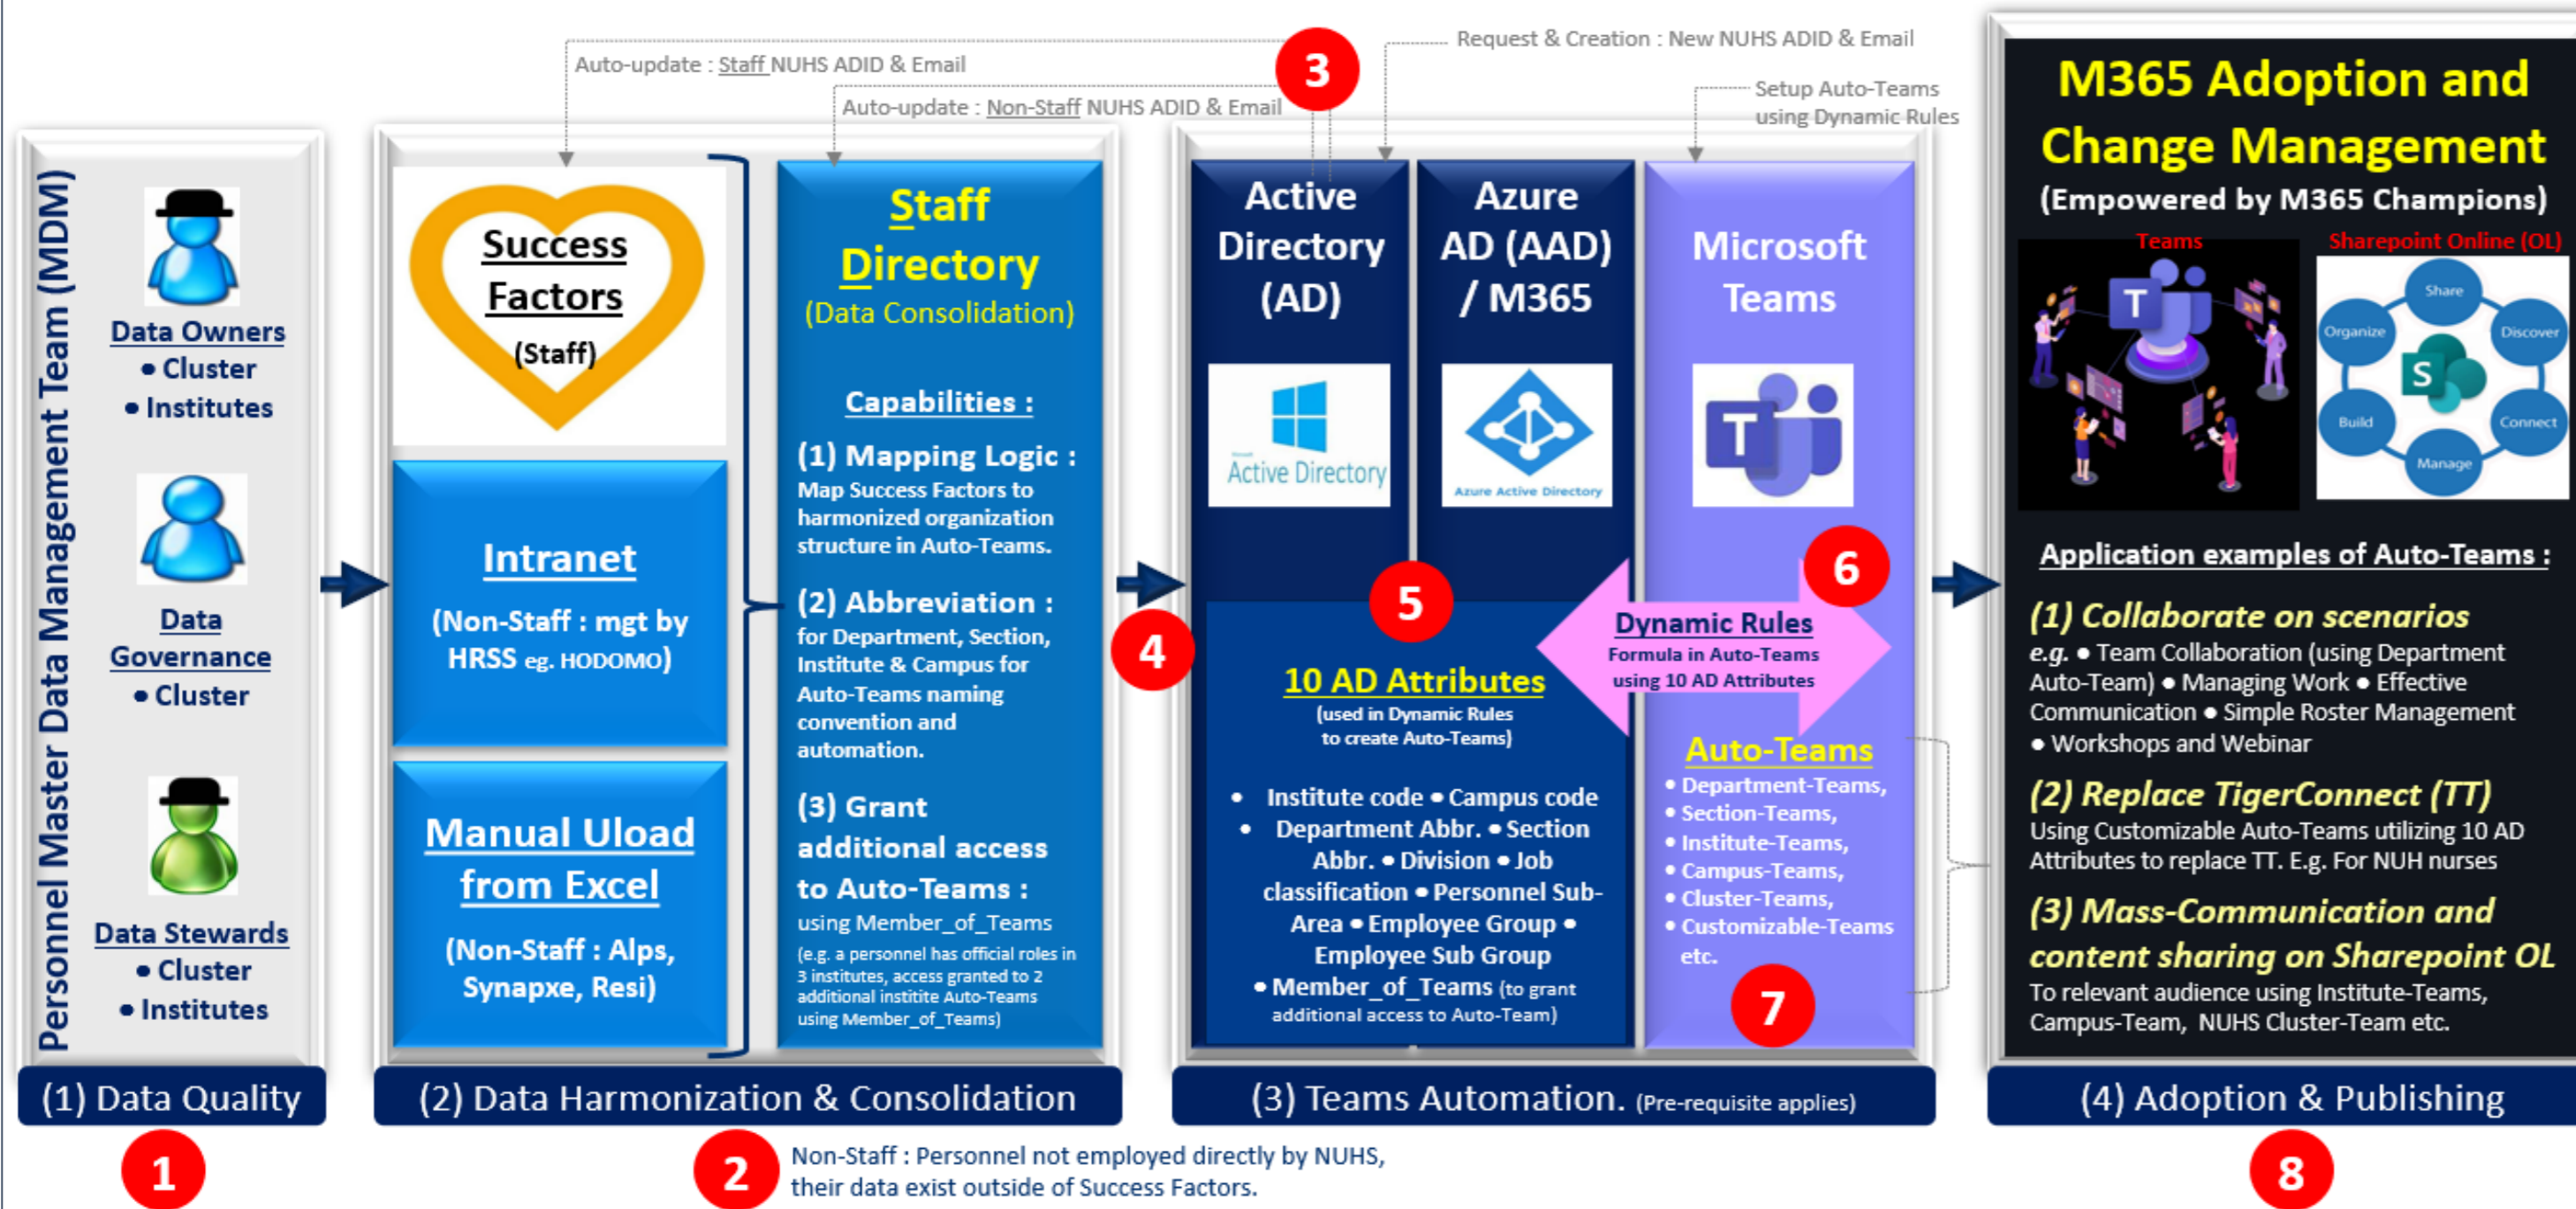 Personnel Master Data Management Team (MDM)
Data Owners
• Cluster
• Institutes
Data
Governance
• Cluster
Data Stewards
• Cluster
• Institutes
(1) Data Quality
1
Auto-update : Staff NUHS ADID & Email
Auto-update : Non-Staff NUHS ADID & Email
3
Success
Factors
(Staff)
Intranet
(Non-Staff : mgt by
HRSS eg. HODOMO)
Manual Uload
from Excel
(Non-Staff : Alps,
Synapxe, Resi)
Staff
Directory
(Data Consolidation)
Capabilities :
(1) Mapping Logic :
Map Success Factors to
harmonized organization
structure in Auto-Teams.
(2) Abbreviation :
for Department, Section,
Institute & Campus for
Auto-Teams naming
convention and
automation.
(3) Grant
additional access
to Auto-Teams :
using Member_of_Teams
(e.g. a personnel has official roles in
3 institutes, access granted to 2
additional institite Auto-Teams
using Member_of_Teams)
(2) Data Harmonization & Consolidation
2
Non-Staff : Personnel not employed directly by NUHS,
their data exist outside of Success Factors.
4
Request & Creation : New NUHS ADID & Email
Setup Auto-Teams
using Dynamic Rules
Active
Directory
(AD)
Microsoft
Active Directory
Azure
AD (AAD)
/ M365
Azure Active Directory
5
10 AD Attributes
(used in Dynamic Rules
to create Auto-Teams)
• Institute code • Campus code
• Department Abbr. • Section
Abbr. • Division • Job
classification • Personnel Sub-
Area • Employee Group •
Employee Sub Group
• Member_of_Teams (to grant
additional access to Auto-Team)
Microsoft
Teams
T
6
Dynamic Rules
Formula in Auto-Teams
using 10 AD Attributes
Auto-Teams
• Department-Teams,
• Section-Teams,
• Institute-Teams,
• Campus-Teams,
• Cluster-Teams,
• Customizable-Teams
etc.
7
(3) Teams Automation. (Pre-requisite applies)
M365 Adoption and
Change Management
(Empowered by M365 Champions)
Teams
T
Sharepoint Online (OL)
Share
Organize
Discover
S
Build
Connect
Manage
Application examples of Auto-Teams :
(1) Collaborate on scenarios
e.g. • Team Collaboration (using Department
Auto-Team) • Managing Work • Effective
Communication • Simple Roster Management
• Workshops and Webinar
(2) Replace TigerConnect (TT)
Using Customizable Auto-Teams utilizing 10 AD
Attributes to replace TT. E.g. For NUH nurses
(3) Mass-Communication and
content sharing on Sharepoint OL
To relevant audience using Institute-Teams,
Campus-Team, NUHS Cluster-Team etc.
(4) Adoption & Publishing
8